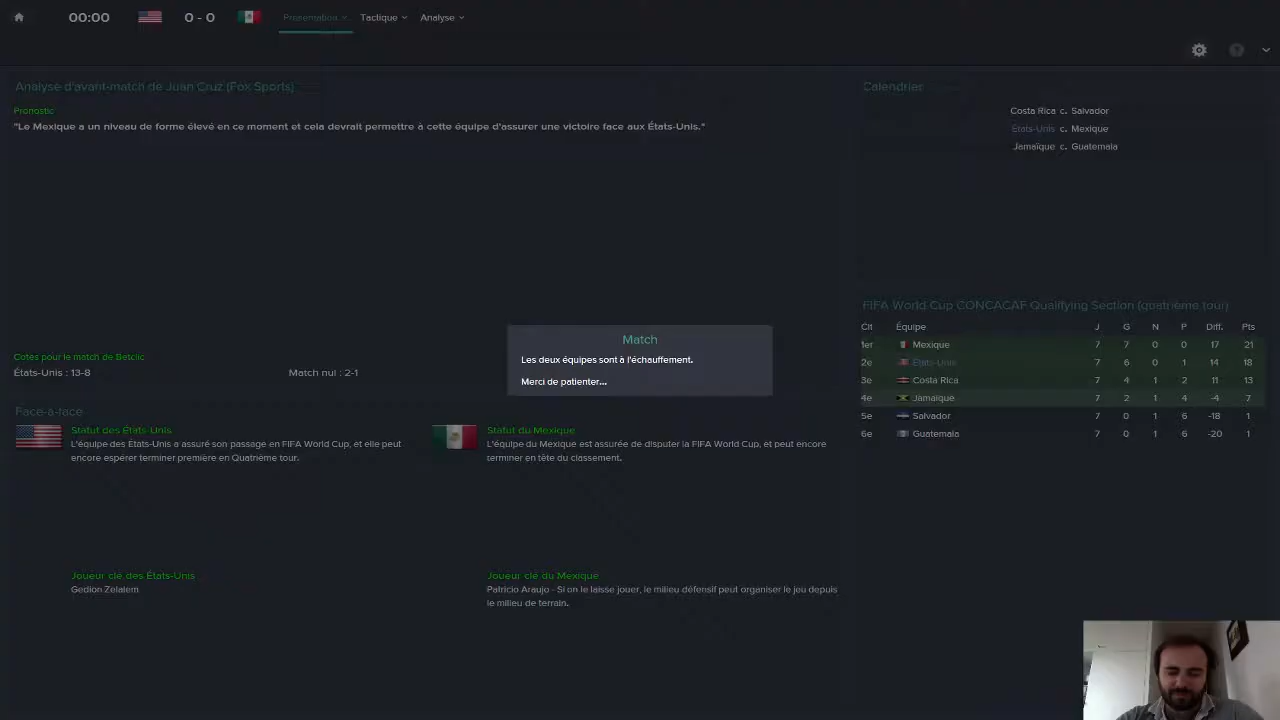 00:00 0 - 0 Présentation Tactique Analyse
Analyse d'avant-match de Juan Cruz (Fox Sports)
Pronostic
"Le Mexique a un niveau de forme élevé en ce moment et cela devrait permettre à cette équipe d'assurer une victoire face aux États-Unis."
Calendrier
Costa Rica c. Salvador
États-Unis c. Mexique
Jamaïque c. Guatemala
Match
Les deux équipes sont à l'échauffement.
Merci de patienter...
Cotes pour le match de Betclic
États-Unis : 13-8 Match nul : 2-1
Face-à-face
Statut des États-Unis
L'équipe des États-Unis a assuré son passage en FIFA World Cup, et elle peut
encore espérer terminer première en Quatrième tour.
Statut du Mexique
L'équipe du Mexique est assurée de disputer la FIFA World Cup, et peut encore
terminer en tête du classement.
Joueur clé des États-Unis
Gedion Zelalem
Joueur clé du Mexique
Patricio Araujo - Si on le laisse jouer, le milieu défensif peut organiser le jeu depuis
le milieu de terrain.
FIFA World Cup CONCACAF Qualifying Section (quatrième tour)
Clt Équipe J G N P Diff. Pts
1er Mexique 7 7 0 0 17 21
2e États-Unis 7 6 0 1 14 18
3e Costa Rica 7 4 1 2 11 13
4e Jamaïque 7 2 1 4 -4 7
5e Salvador 7 0 1 6 -18 1
6e Guatemala 7 0 1 6 -20 1